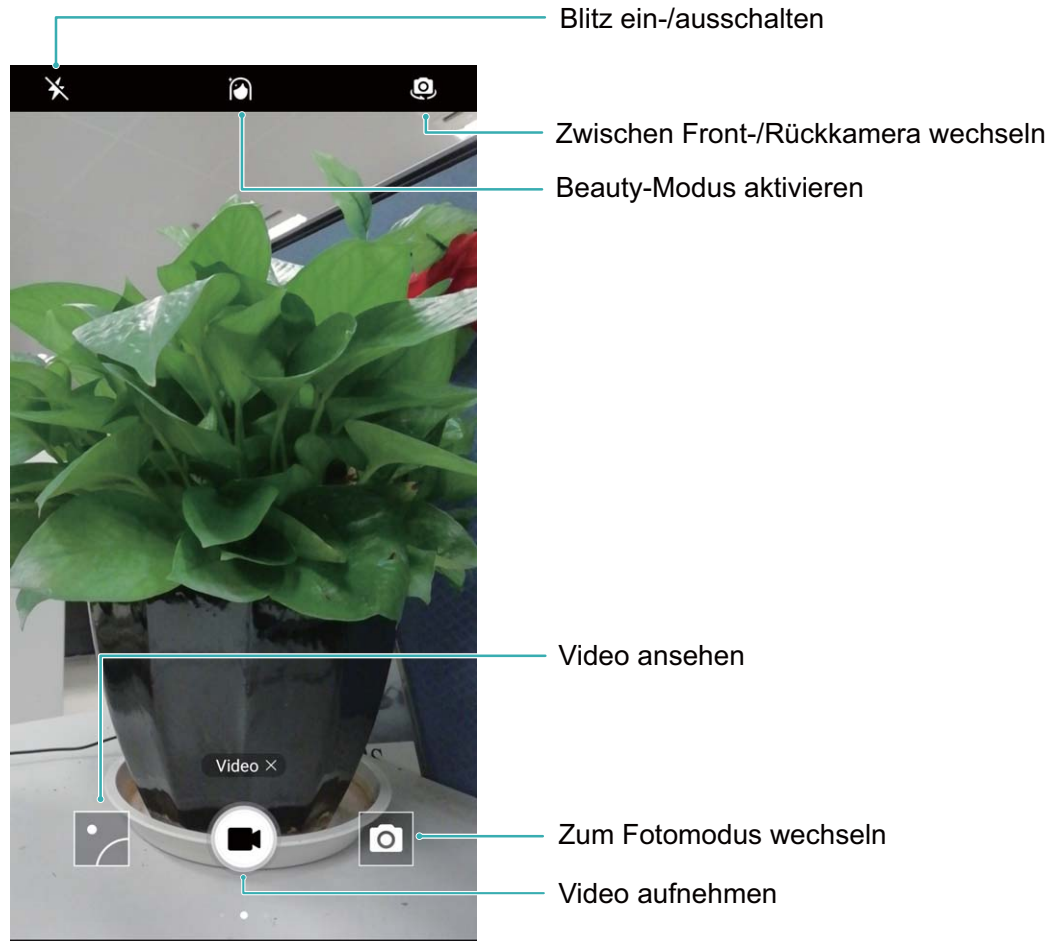 Blitz ein-/ausschalten
Zwischen Front-/Rückkamera wechseln
Beauty-Modus aktivieren
Video ansehen
Video ×
Zum Fotomodus wechseln
Video aufnehmen